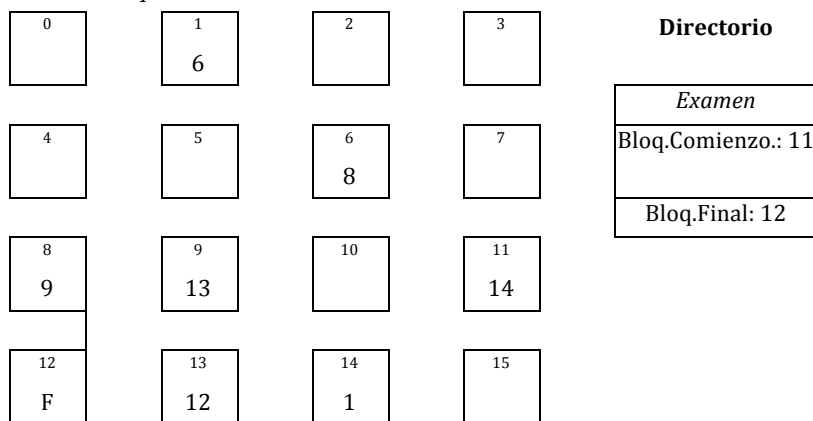 0 1 2 3 Directorio
6
Examen
4 5 6 7 Bloq.Comienzo.: 11
8
Bloq.Final: 12
8 9 10 11
9 13 14
12 13 14 15
F 12 1